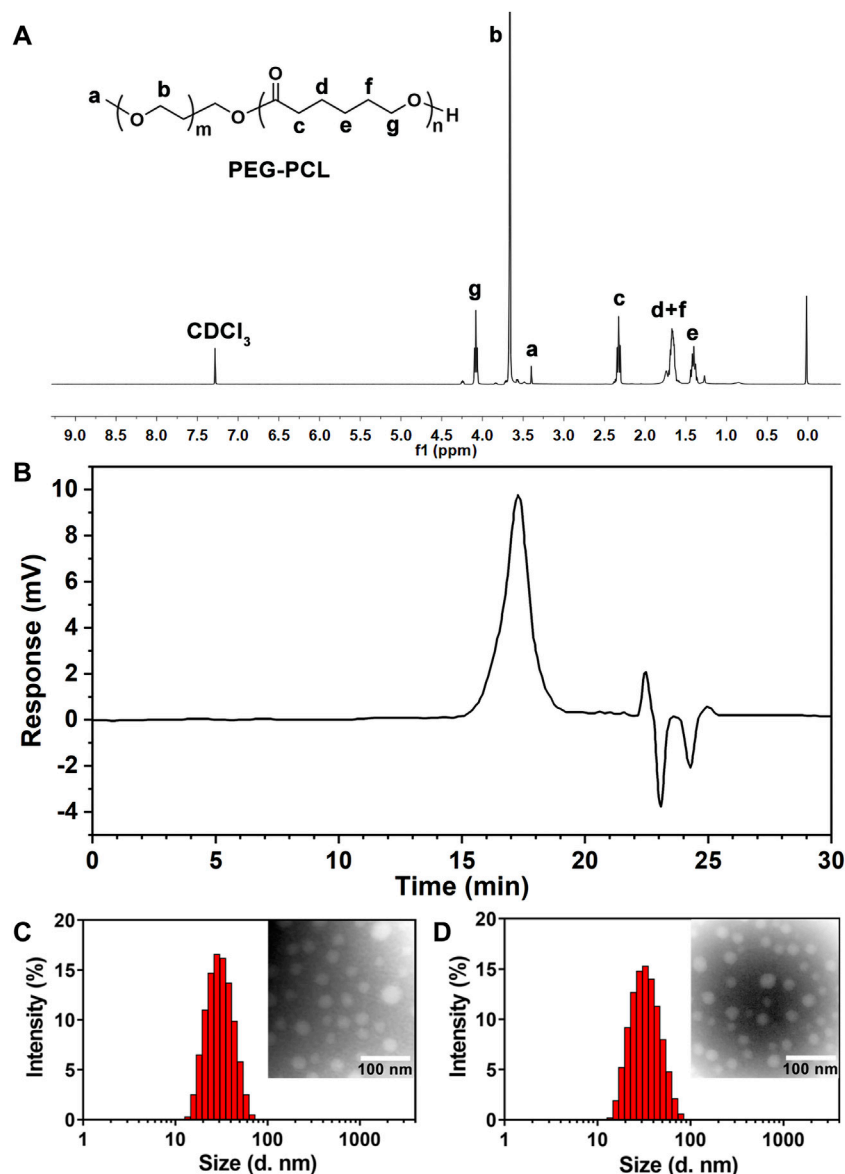 A
b
a
b
O
m
O
O
c
d
e
f
g
O
n
H
PEG-PCL
CDCl3
g
a
c
d+f
e
9.0 8.5 8.0 7.5 7.0 6.5 6.0 5.5 5.0 4.5 4.0 3.5 3.0 2.5 2.0 1.5 1.0 0.5 0.0
f1 (ppm)
B
Response (mV)
10
8
6
4
2
0
-2
-4
0 5 10 15 20 25 30
Time (min)
C
Intensity (%)
20
15
10
5
0
1 10 100 1000
Size (d. nm)
100 nm
D
Intensity (%)
20
15
10
5
0
1 10 100 1000
Size (d. nm)
100 nm